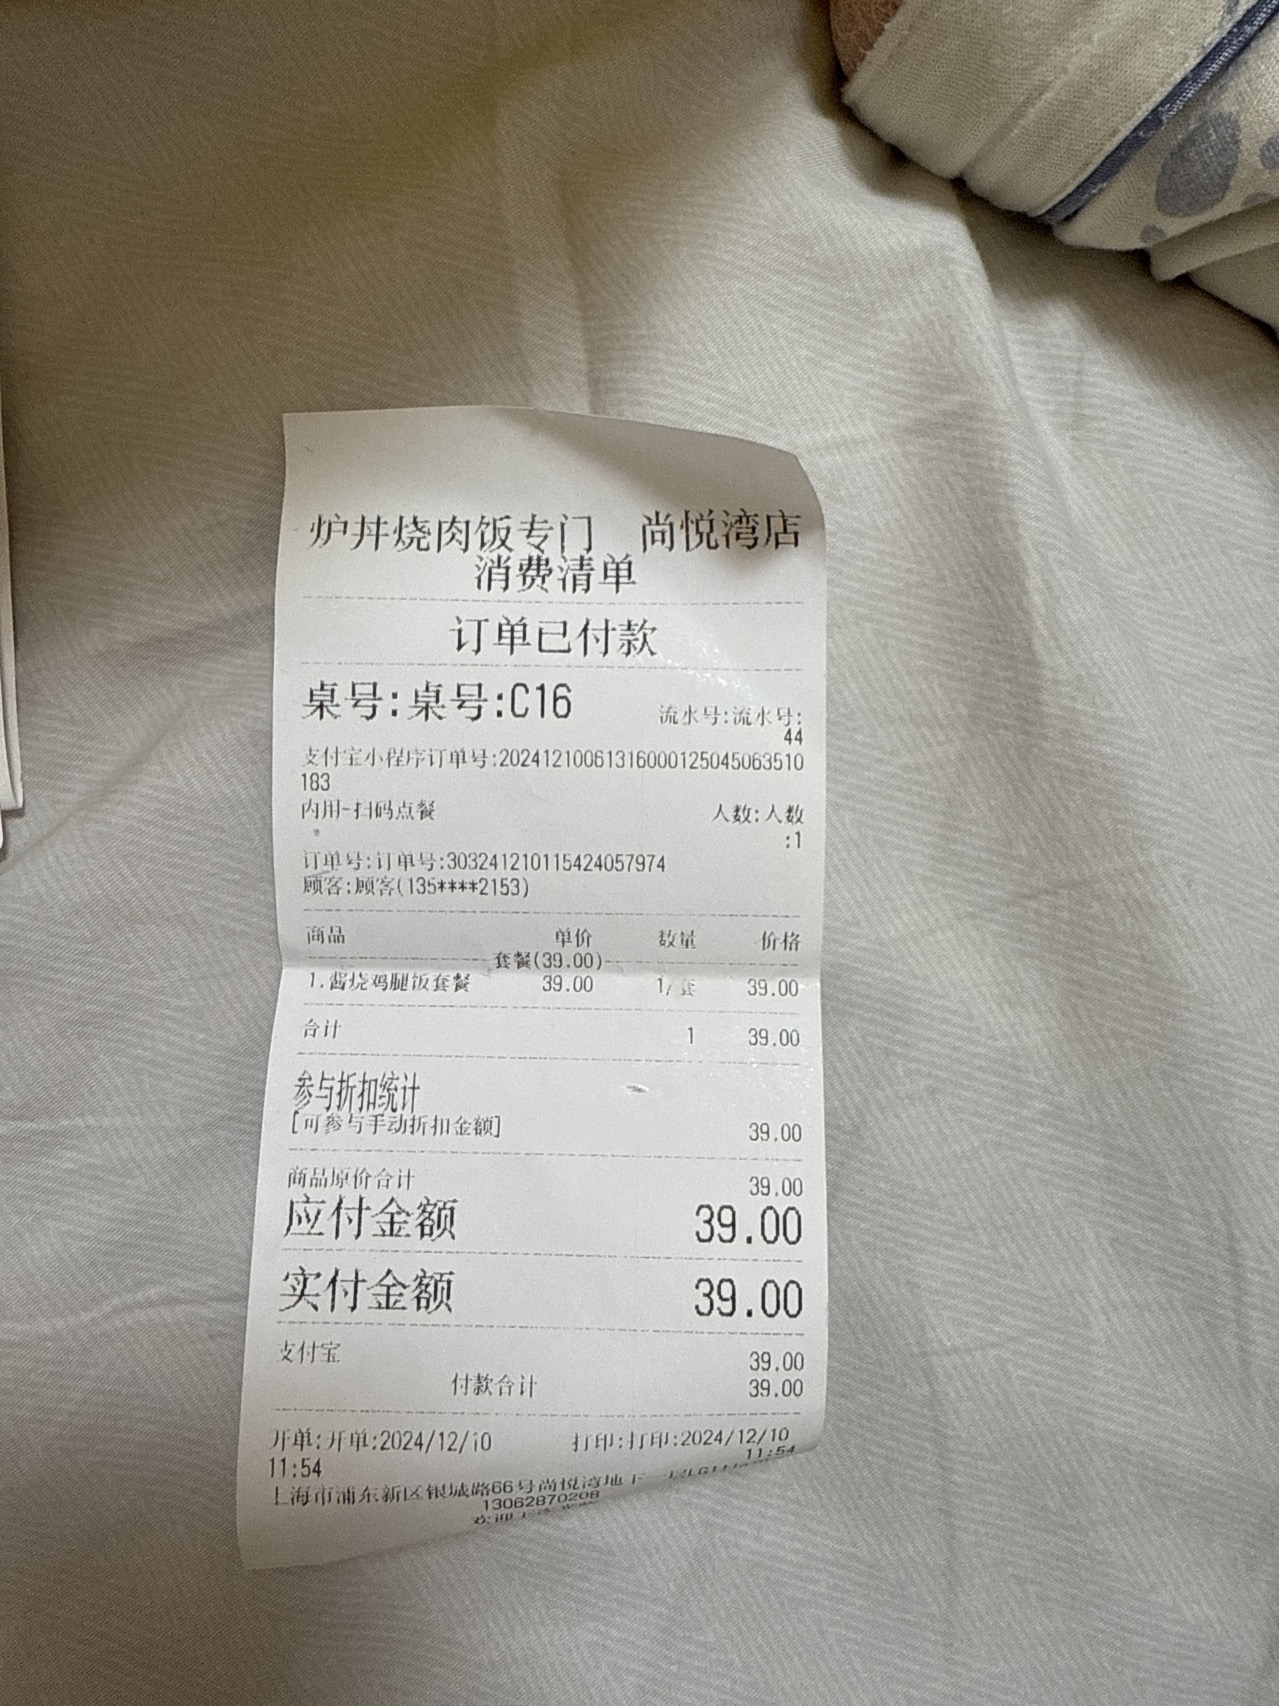 炉丼烧肉饭专门 尚悦湾店
消费清单
订单已付款
桌号:桌号:C16
流水号:流水号:
44
支付宝小程序订单号:2024121006131600012504506351​0
183
内用-扫码点餐 人数:人数
:1
订单号:订单号:303241210115424057974
顾客:顾客(135****2153)
商品 单价 数量 价格
套餐(39.00)
1.酱烧鸡腿饭套餐 39.00 1/套 39.00
合计 1 39.00
参与折扣统计
[可参与手动折扣金额] 39.00
商品原价合计 39.00
应付金额 39.00
实付金额 39.00
支付宝 39.00
付款合计 39.00
开单:开单:2024/12/10 打印:打印:2024/12/10
11:54 11:54
上海市浦东新区银城路66号尚悦湾地下一层
13062870208
欢迎